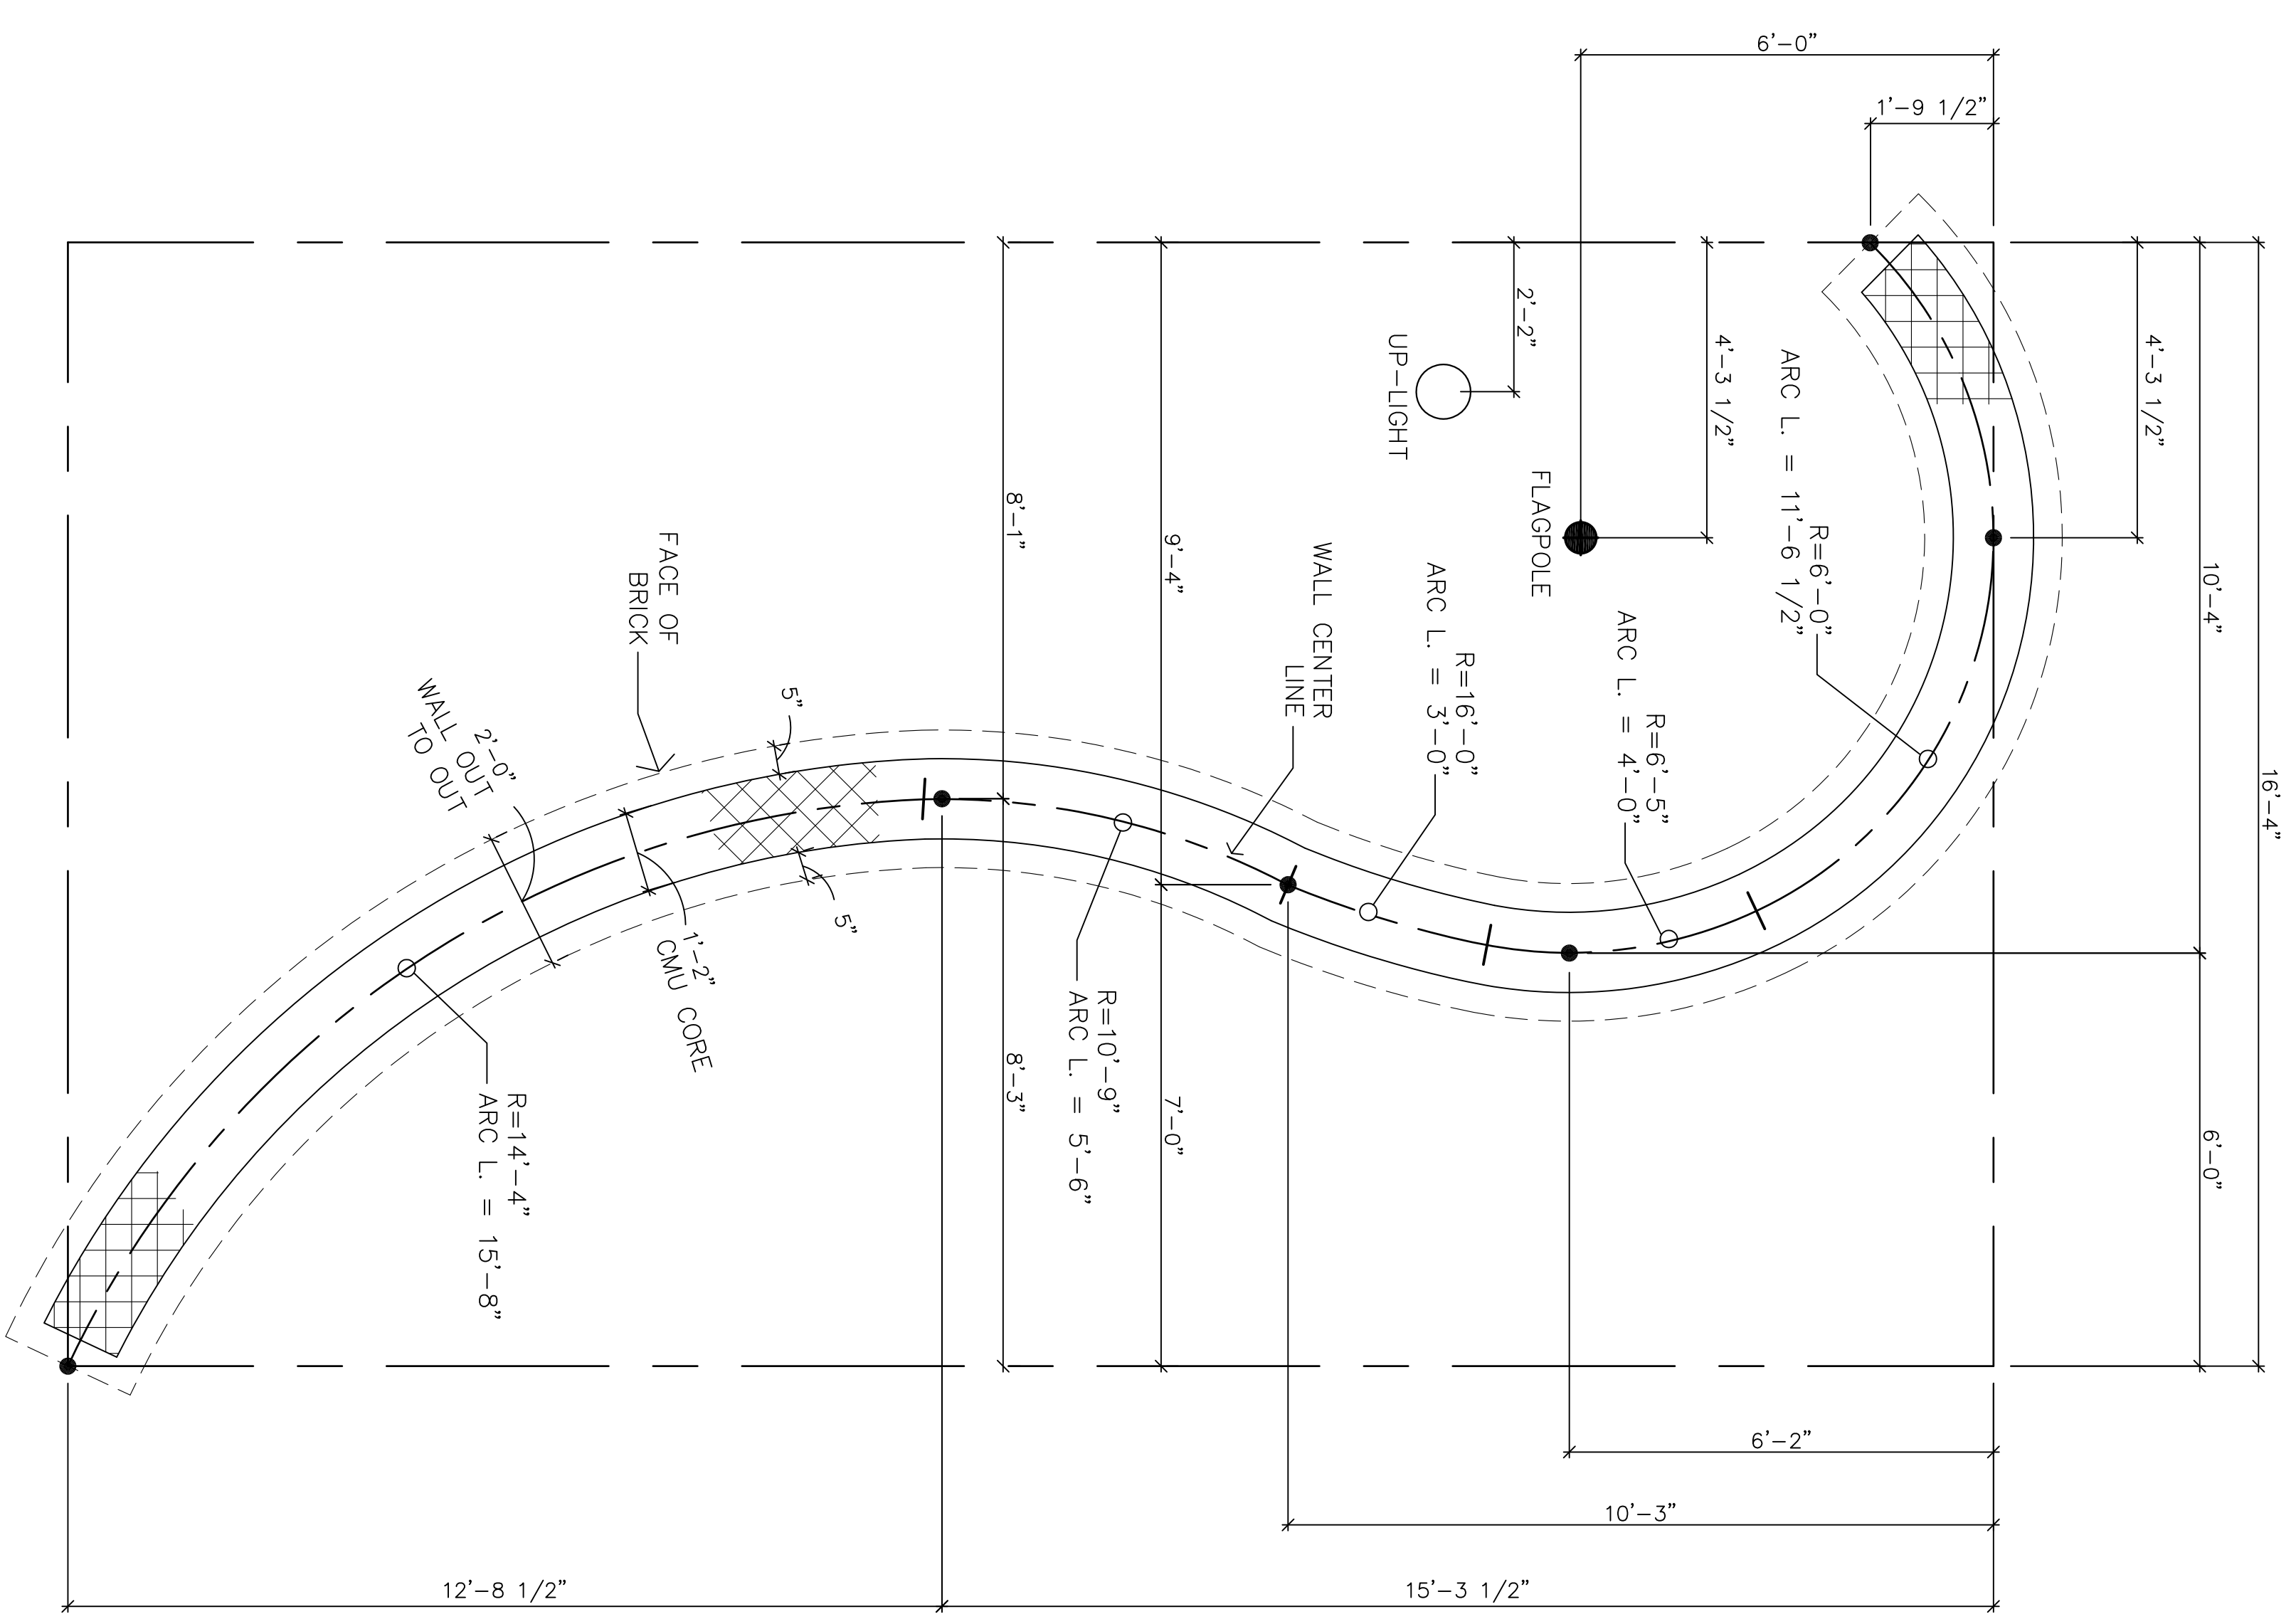 6'-0"
1'-9 1/2"
4'-3 1/2"
10'-4"
16'-4"
2'-2"
4'-3 1/2"
UP-LIGHT
FLAGPOLE
R=6'-0"
ARC L. = 11'-6 1/2"
R=6'-5"
ARC L. = 4'-0"
R=16'-0"
ARC L. = 3'-0"
WALL CENTER
LINE
8'-1"
9'-4"
FACE OF
BRICK
5"
2'-0"
WALL OUT
TO OUT
5"
1'-2"
CMU CORE
R=10'-9"
ARC L. = 5'-6"
8'-3"
7'-0"
6'-0"
R=14'-4"
ARC L. = 15'-8"
6'-2"
10'-3"
12'-8 1/2"
15'-3 1/2"